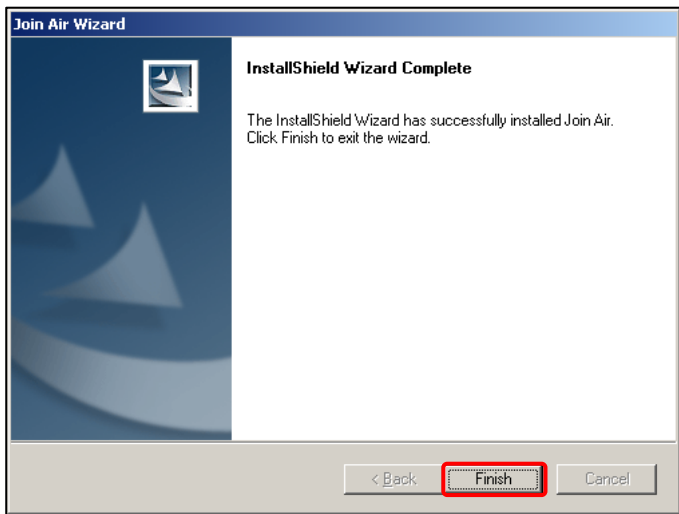 Join Air Wizard
InstallShield Wizard Complete
The InstallShield Wizard has successfully installed Join Air.
Click Finish to exit the wizard.
< Back
Finish
Cancel